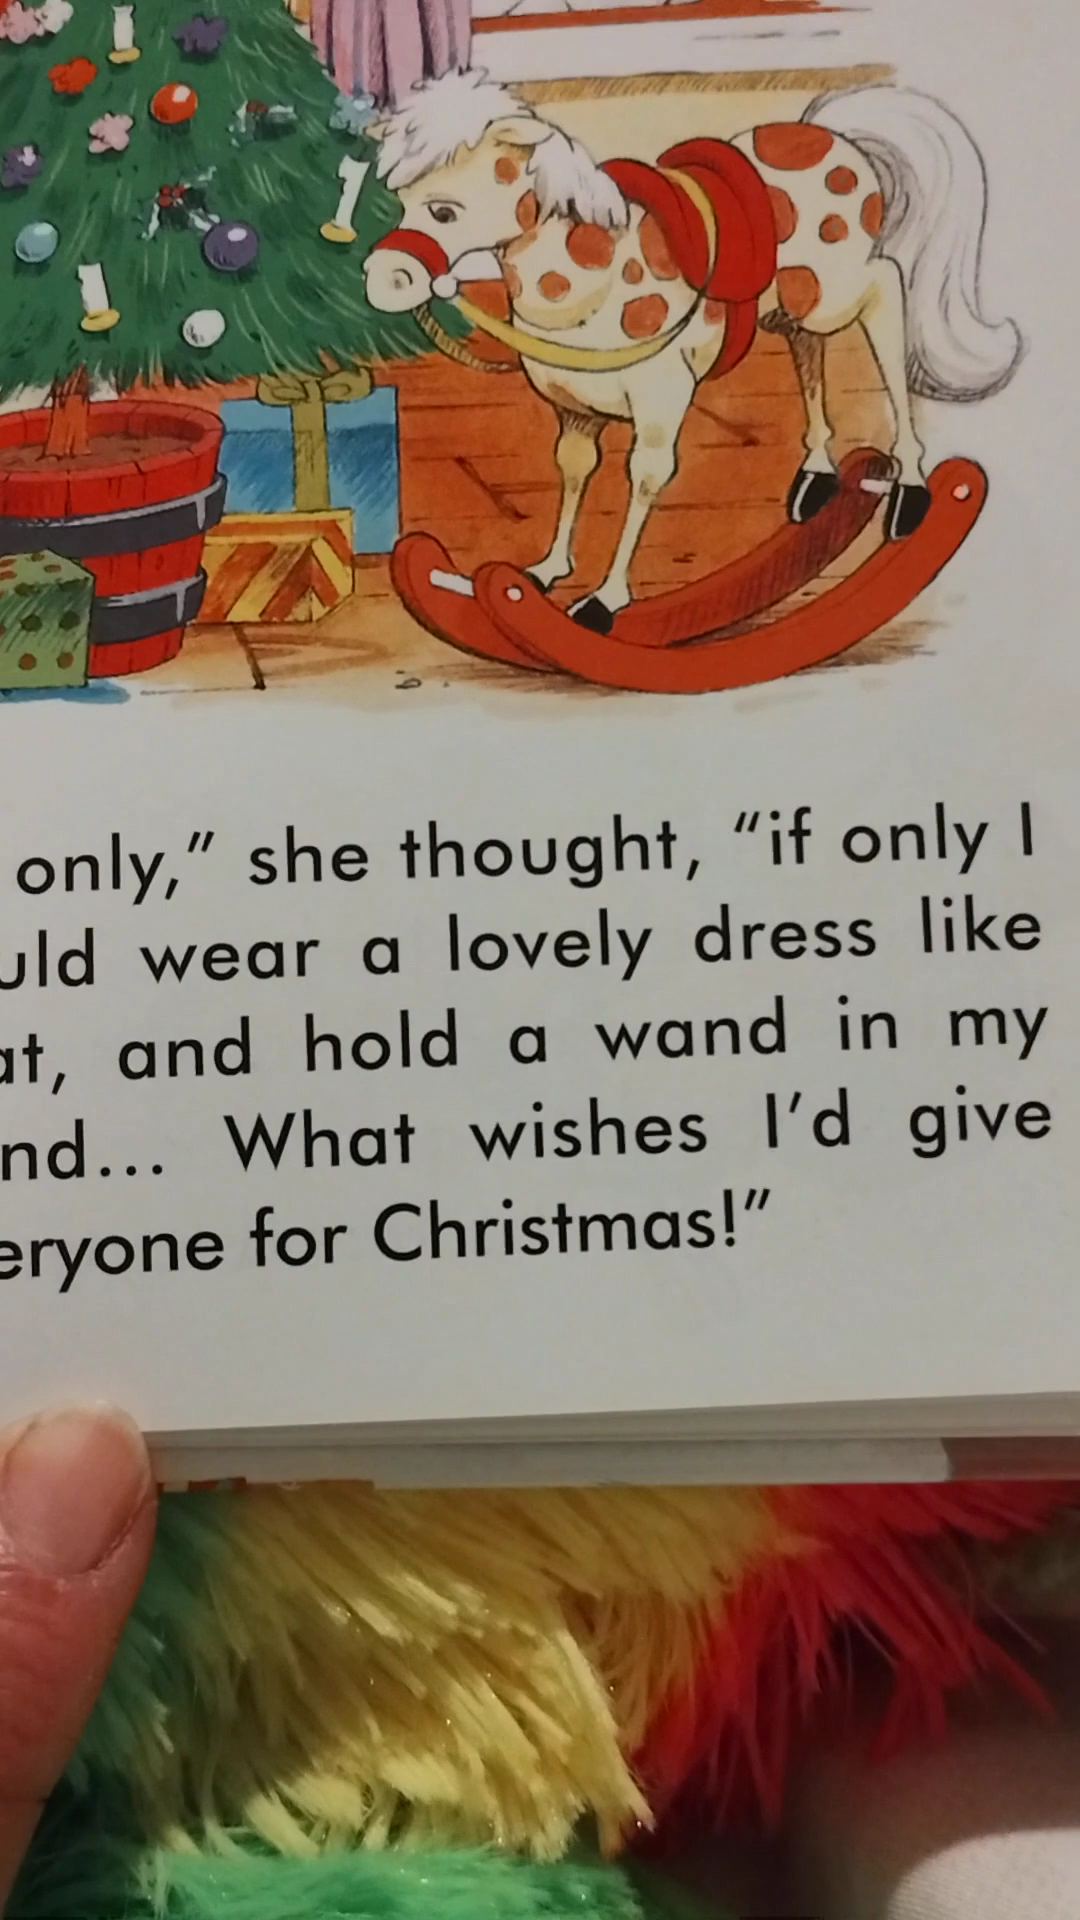 only," she thought, "if only I
uld wear a lovely dress like
at, and hold a wand in my
nd... What wishes I'd give
eryone for Christmas!"